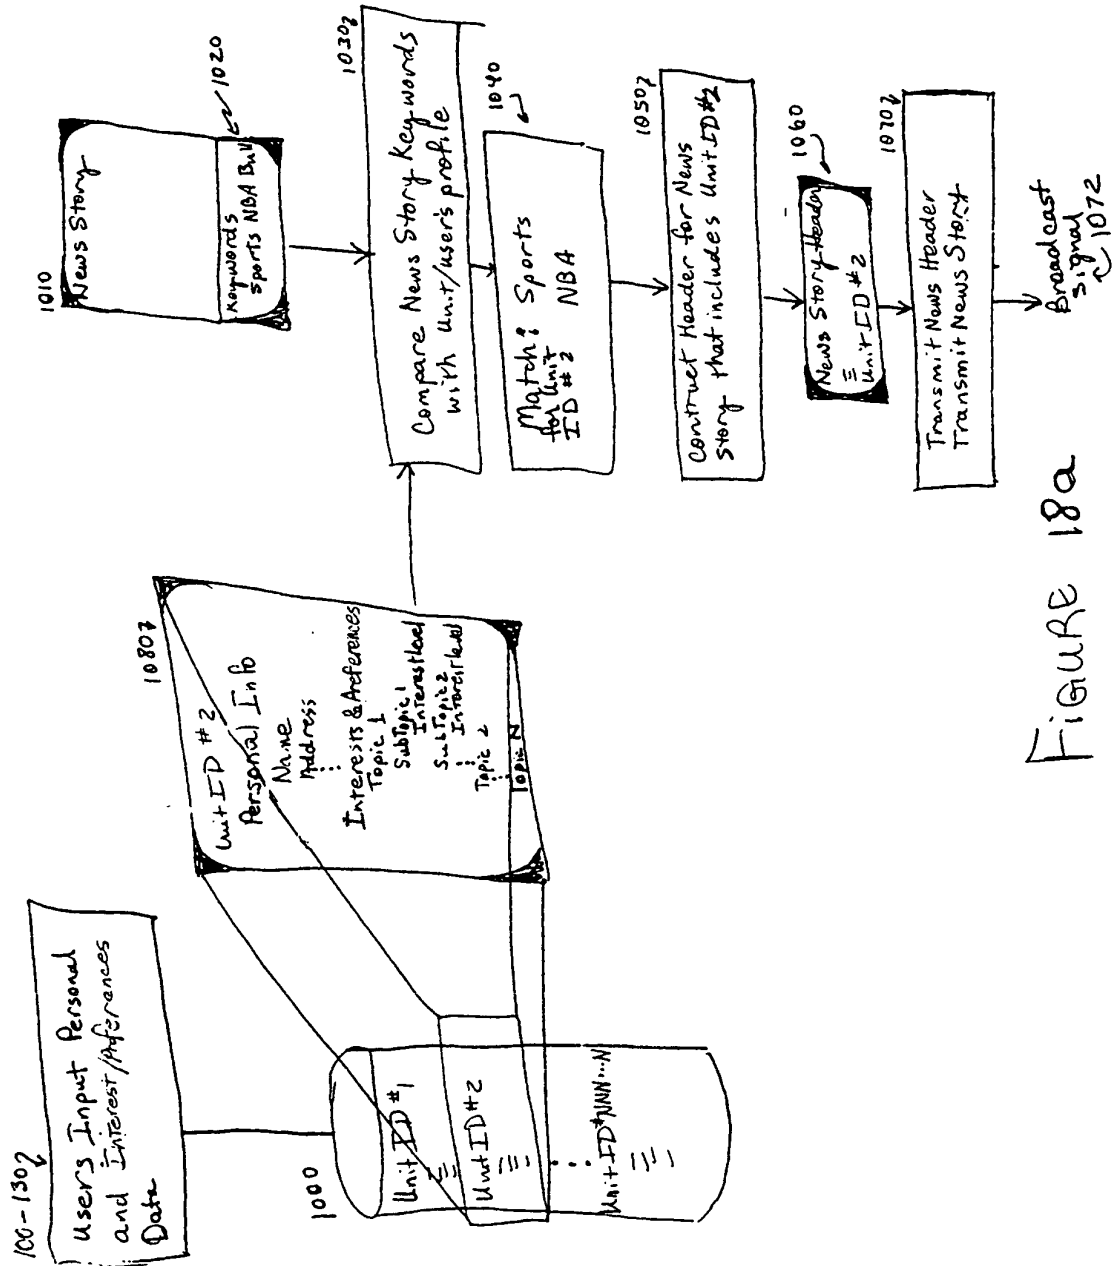 100-130
Users Input Personal
and Interest/Preferences
Data
1000
Unit ID #1
Unit ID #2
Unit ID #NNN...N
1080
Unit ID #2
Personal Info
Name
Address
Interests & Preferences
Topic 1
SubTopic 1
Interest Level
SubTopic 2
Interest Level
Topic 2
Topic N
1010
News Story
Keywords
Sports NBA Bull
1020
1030
Compare News Story Keywords
with Unit/user's profile
1040
Match: Sports
for Unit NBA
ID #2
1050
Contruct Header for News
Story that includes Unit ID #2
1060
News Story Header
Unit ID #2
1070
Transmit News Header
Transmit News Story
Broadcast
Signal
1072
FIGURE 18a